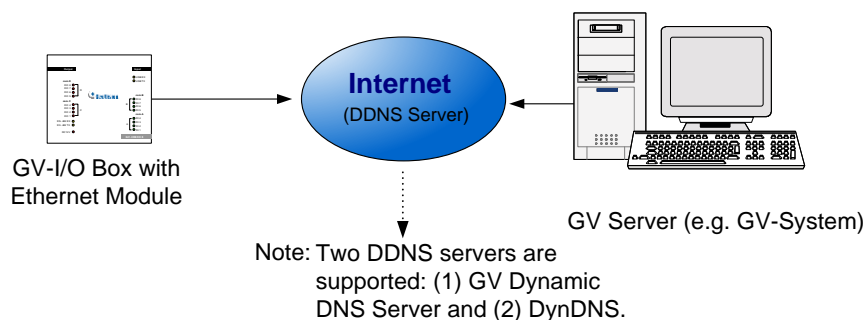 Internet
(DDNS Server)
GV-I/O Box with
Ethernet Module
GV Server (e.g. GV-System)
Note: Two DDNS servers are
supported: (1) GV Dynamic
DNS Server and (2) DynDNS.